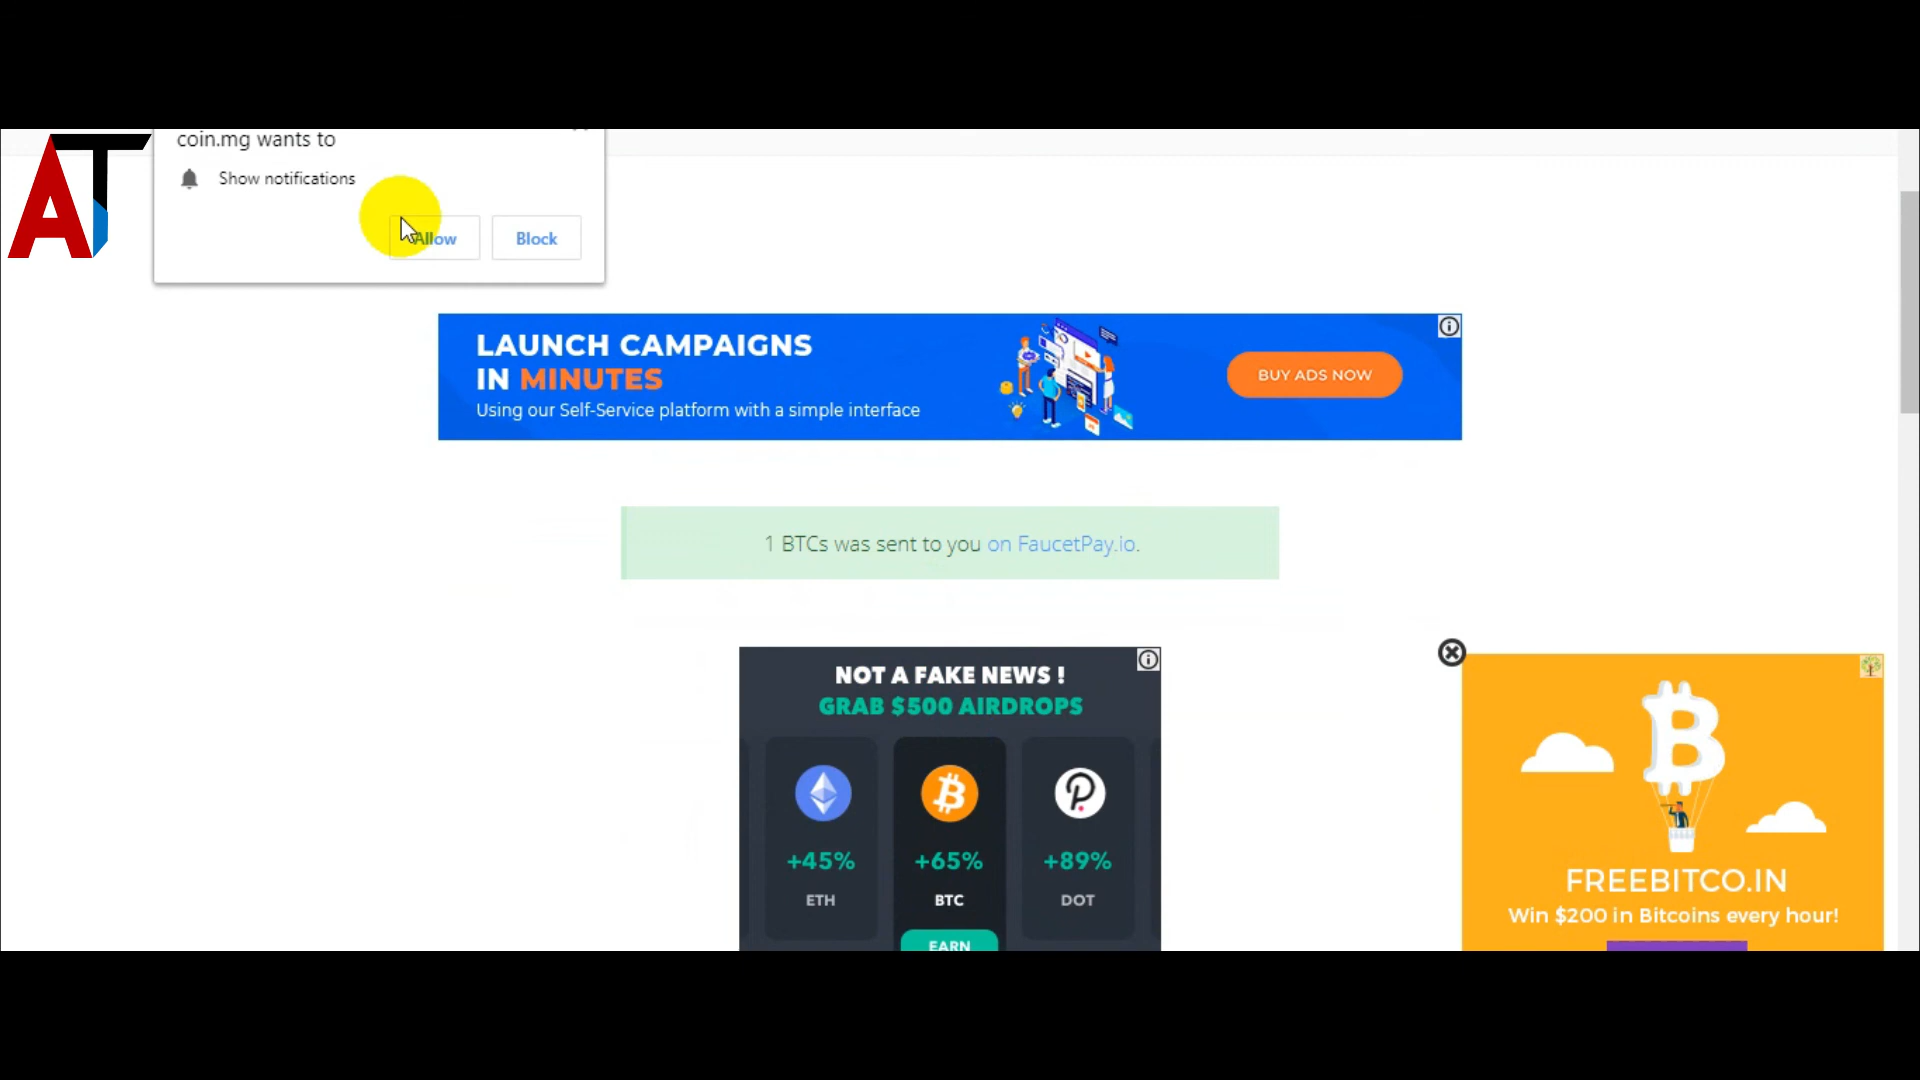 AT
coin.mg wants to
Show notifications
Allow
Block
LAUNCH CAMPAIGNS
IN MINUTES
Using our Self-Service platform with a simple interface
BUY ADS NOW
1 BTCs was sent to you on FaucetPay.io.
NOT A FAKE NEWS !
GRAB $500 AIRDROPS
+45%
+65%
+89%
ETH
BTC
DOT
EARN
FREEBITCO.IN
Win $200 in Bitcoins every hour!